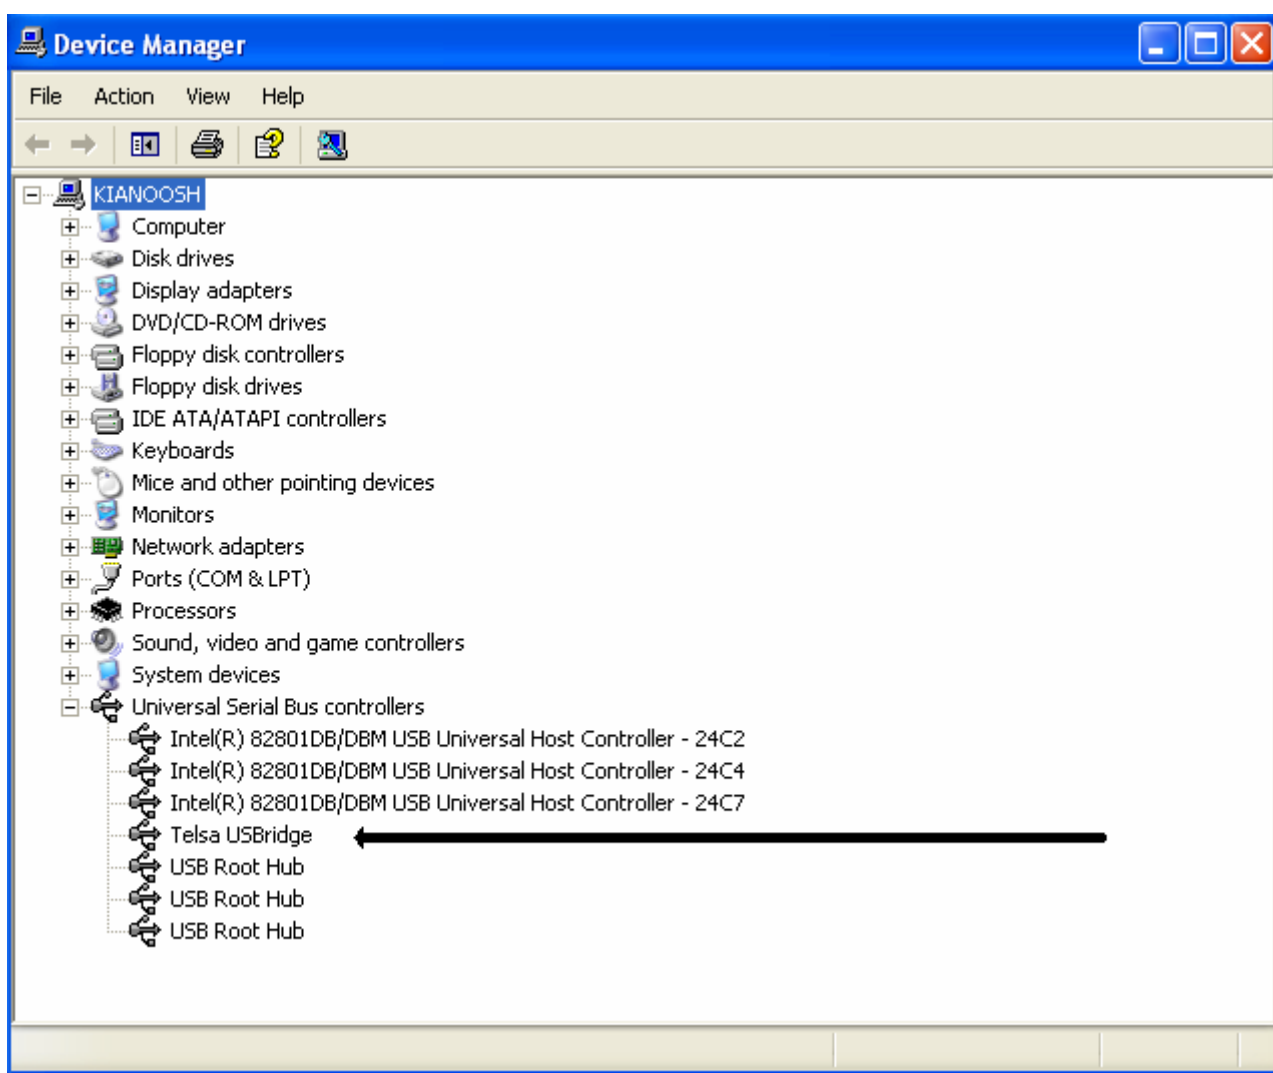 Device Manager
File Action View Help
KIANOOSH
Computer
Disk drives
Display adapters
DVD/CD-ROM drives
Floppy disk controllers
Floppy disk drives
IDE ATA/ATAPI controllers
Keyboards
Mice and other pointing devices
Monitors
Network adapters
Ports (COM & LPT)
Processors
Sound, video and game controllers
System devices
Universal Serial Bus controllers
Intel(R) 82801DB/DBM USB Universal Host Controller - 24C2
Intel(R) 82801DB/DBM USB Universal Host Controller - 24C4
Intel(R) 82801DB/DBM USB Universal Host Controller - 24C7
Telsa USBridge
USB Root Hub
USB Root Hub
USB Root Hub